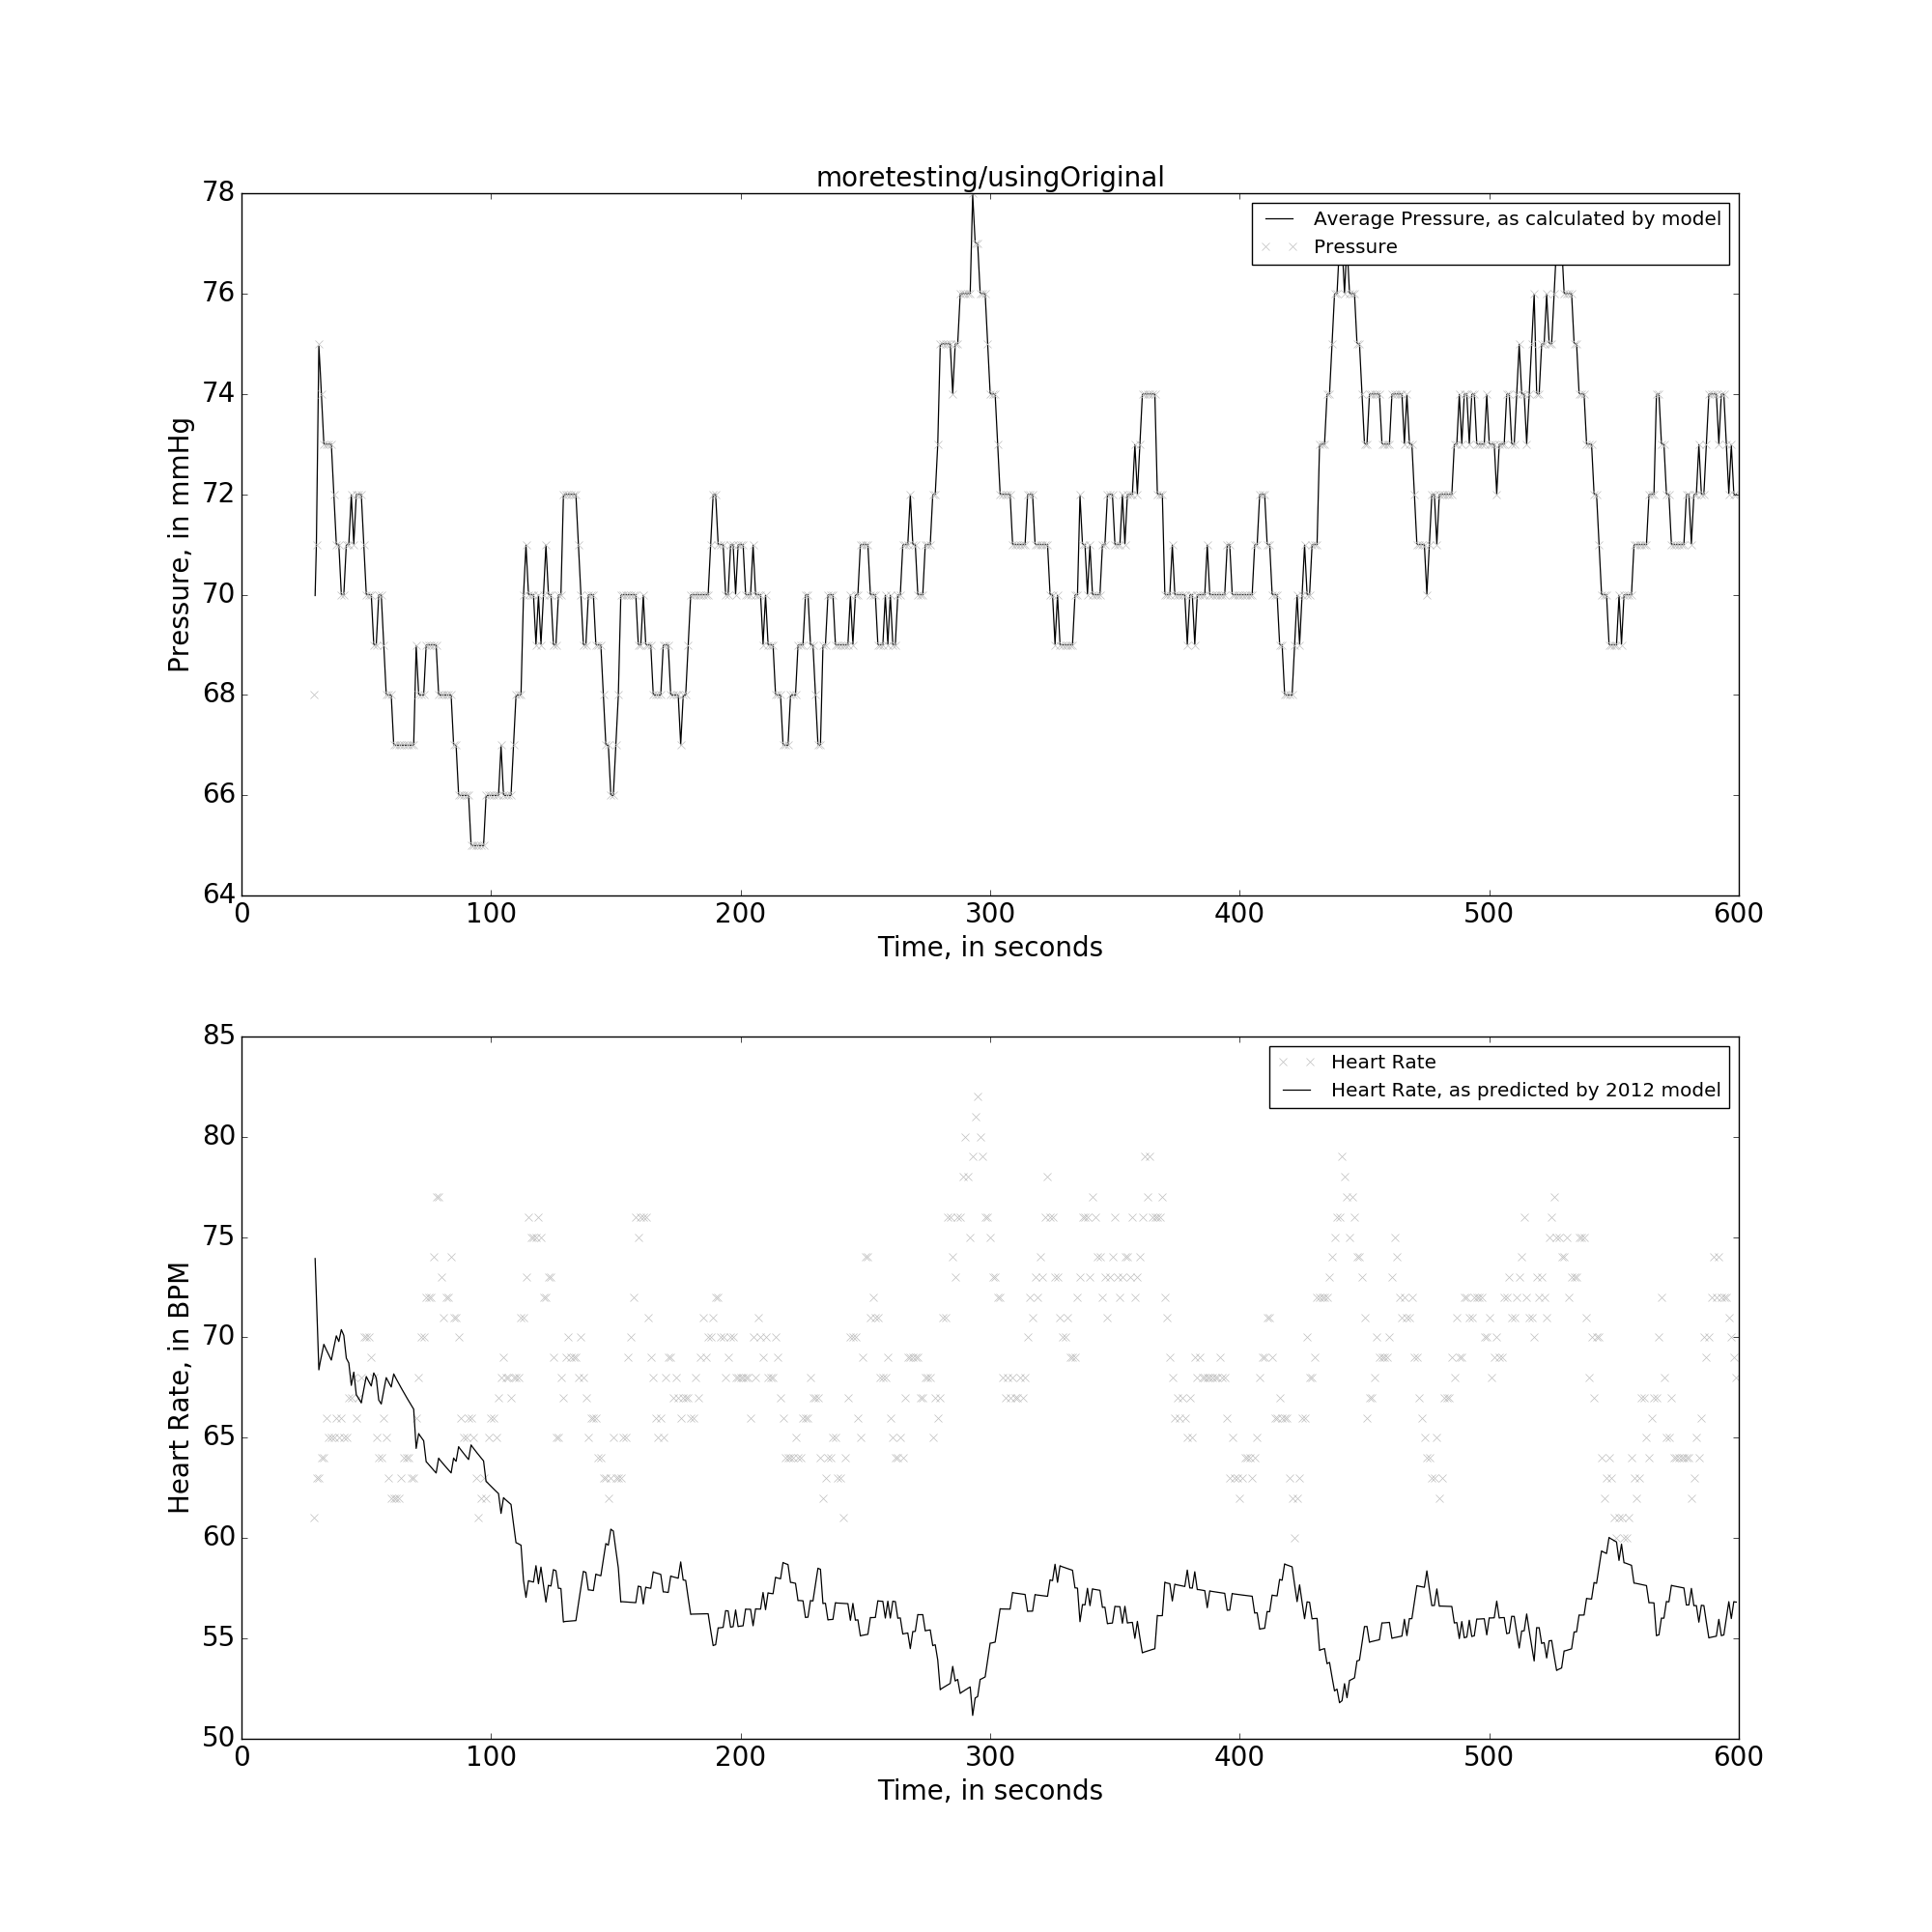 moretesting/usingOriginal
78
76
74
72
70
68
66
64
Pressure, in mmHg
Average Pressure, as calculated by model
Pressure
0 100 200 300 400 500 600
Time, in seconds
85
80
75
70
65
60
55
50
Heart Rate, in BPM
Heart Rate
Heart Rate, as predicted by 2012 model
0 100 200 300 400 500 600
Time, in seconds